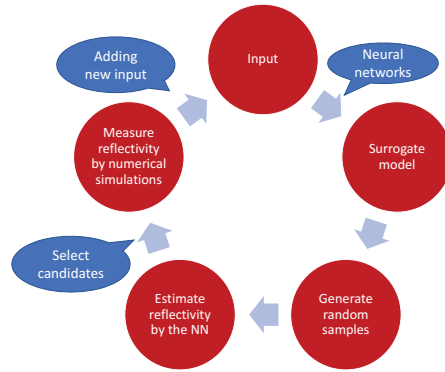 Input
Neural
networks
Surrogate
model
Generate
random
samples
Estimate
reflectivity
by the NN
Select
candidates
Measure
reflectivity
by numerical
simulations
Adding
new input